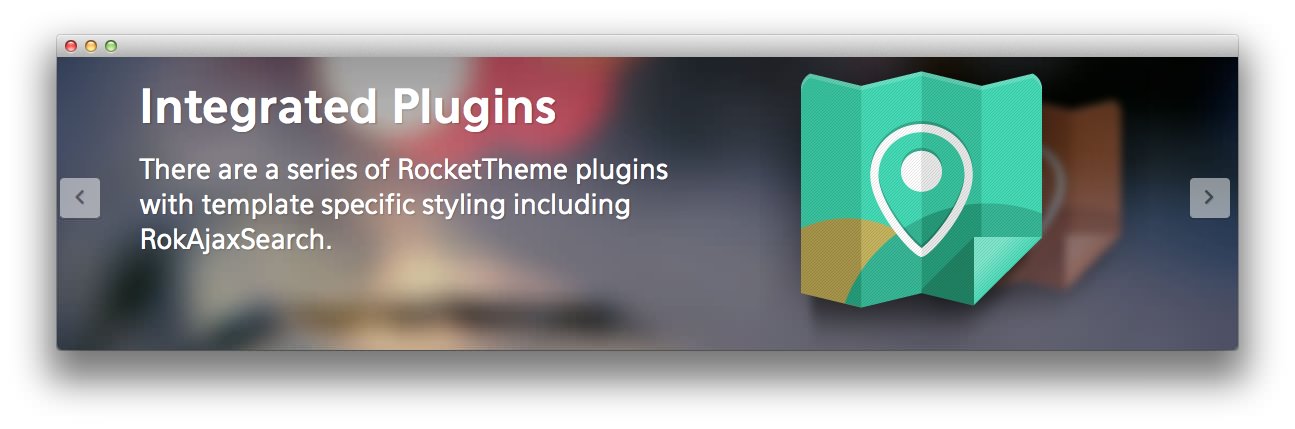 Integrated Plugins
There are a series of RocketTheme plugins
with template specific styling including
RokAjaxSearch.